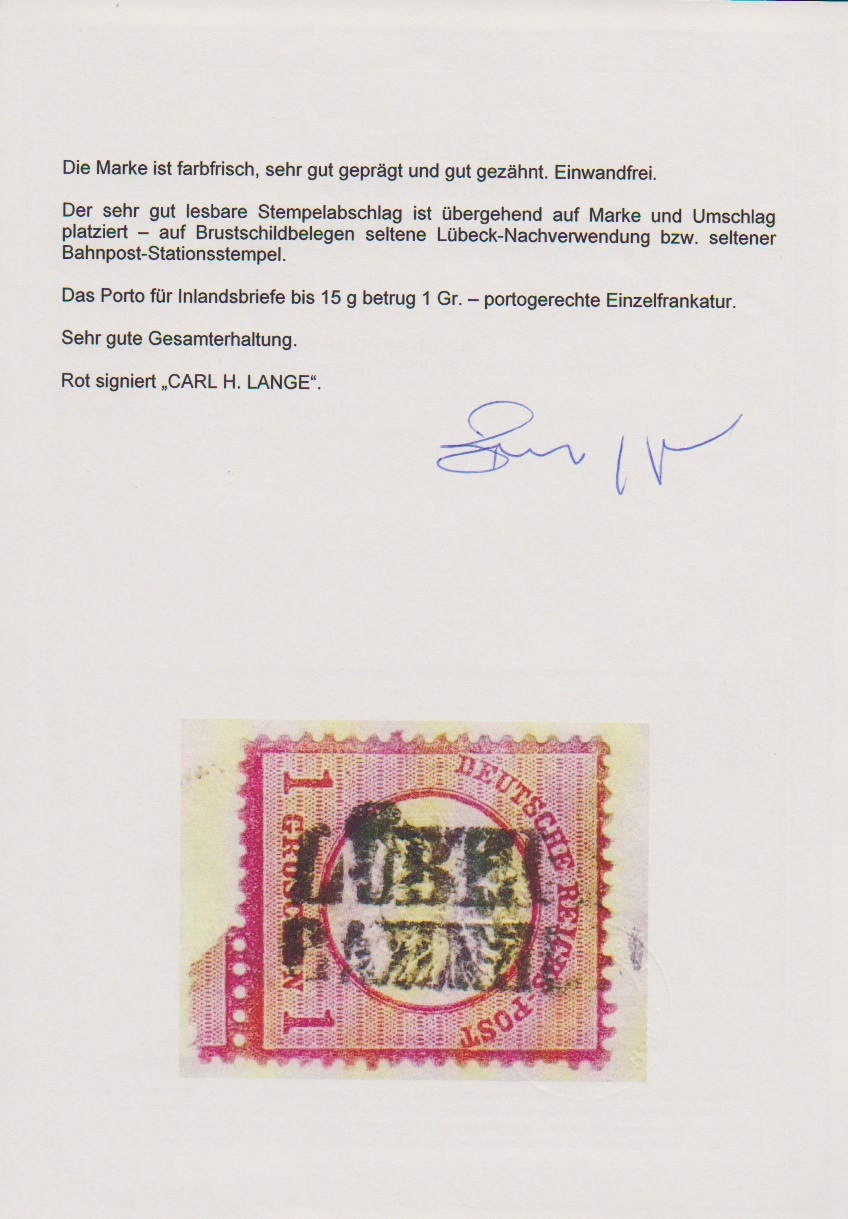 Die Marke ist farbfrisch, sehr gut geprägt und gut gezähnt. Einwandfrei.
Der sehr gut lesbare Stempelabschlag ist übergehend auf Marke und Umschlag
platziert – auf Brustschildbelegen seltene Lübeck-Nachverwendung bzw. seltener
Bahnpost-Stationsstempel.
Das Porto für Inlandsbriefe bis 15 g betrug 1 Gr. – portogerechte Einzelfrankatur.
Sehr gute Gesamterhaltung.
Rot signiert „CARL H. LANGE“.
DEUTSCHE REICHS-POST
1 GROSCHEN 1